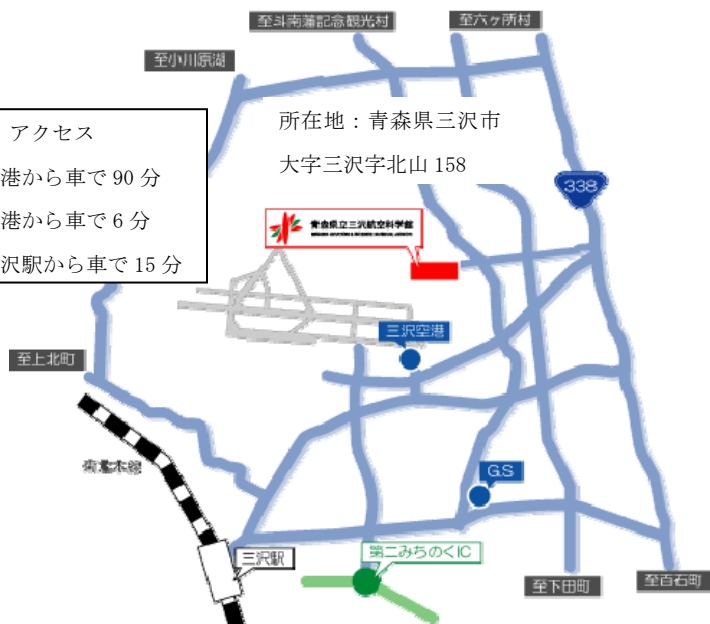 至斗南藩記念観光村
至六ヶ所村
至小川原湖
アクセス
港から車で 90 分
港から車で 6 分
沢駅から車で 15 分
所在地：青森県三沢市
大字三沢字北山 158
338
青森県立三沢航空科学館
三沢空港
至上北町
東北本線
G.S
三沢駅
第二みちのくIC
至下田町
至百石町